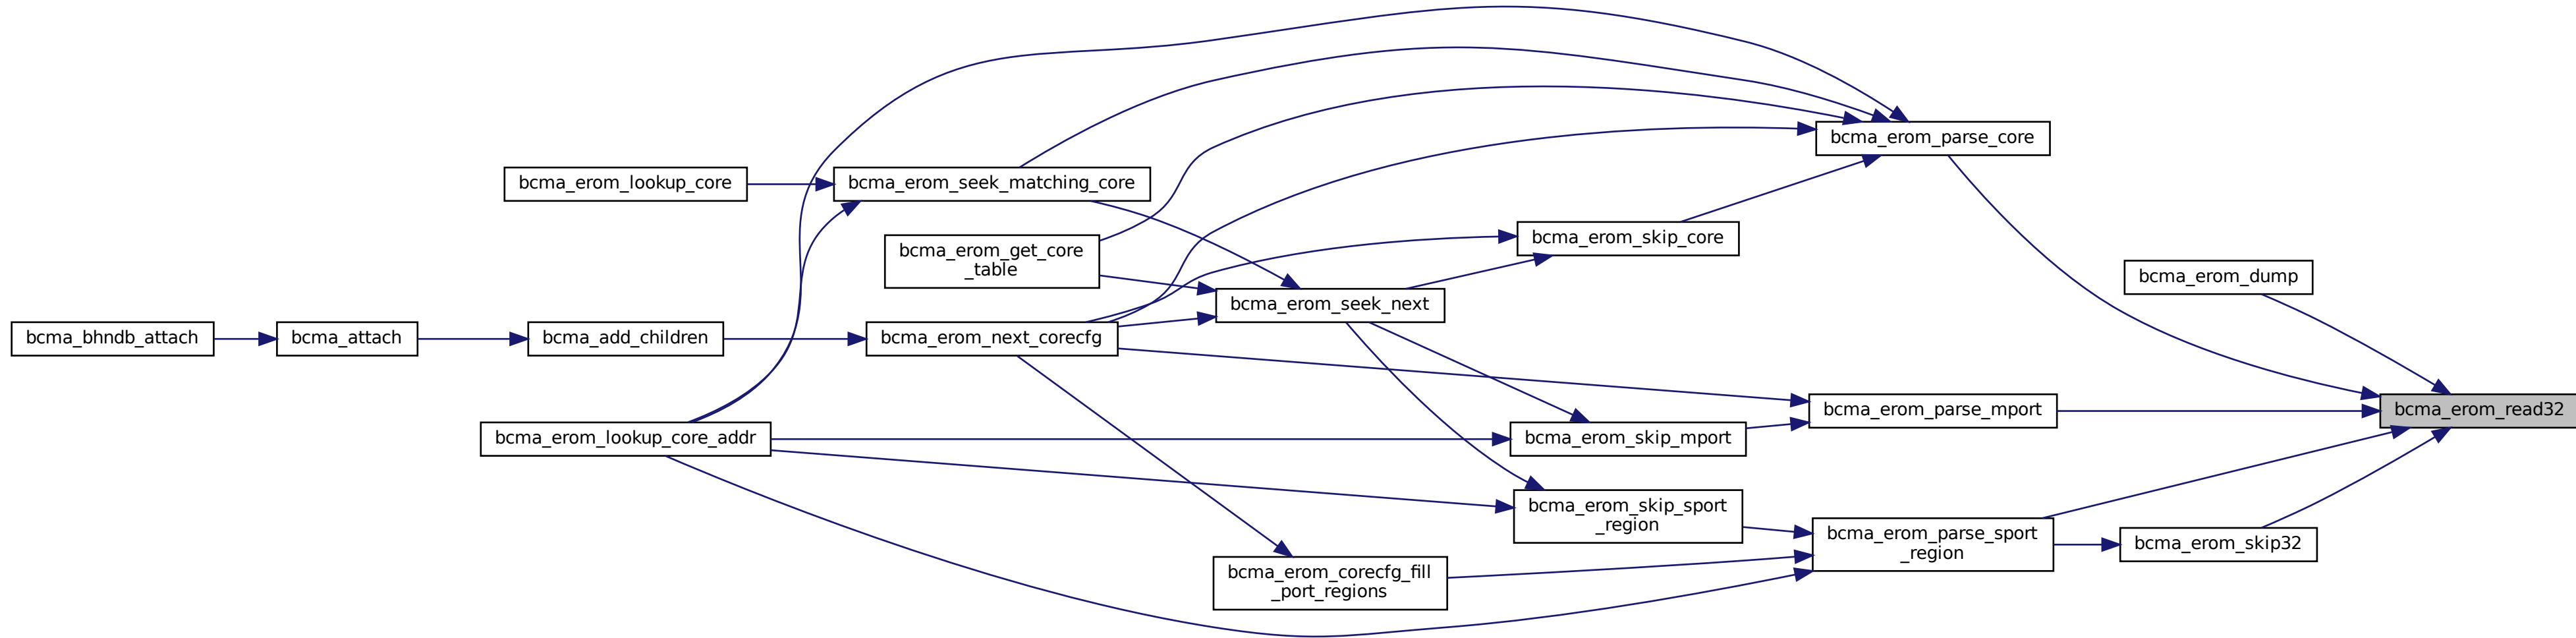 bcma_erom_parse_core
bcma_erom_lookup_core
bcma_erom_seek_matching_core
bcma_erom_skip_core
bcma_erom_get_core
_table
bcma_erom_dump
bcma_erom_seek_next
bcma_bhndb_attach
bcma_attach
bcma_add_children
bcma_erom_next_corecfg
bcma_erom_parse_mport
bcma_erom_read32
bcma_erom_lookup_core_addr
bcma_erom_skip_mport
bcma_erom_skip_sport
_region
bcma_erom_parse_sport
_region
bcma_erom_skip32
bcma_erom_corecfg_fill
_port_regions